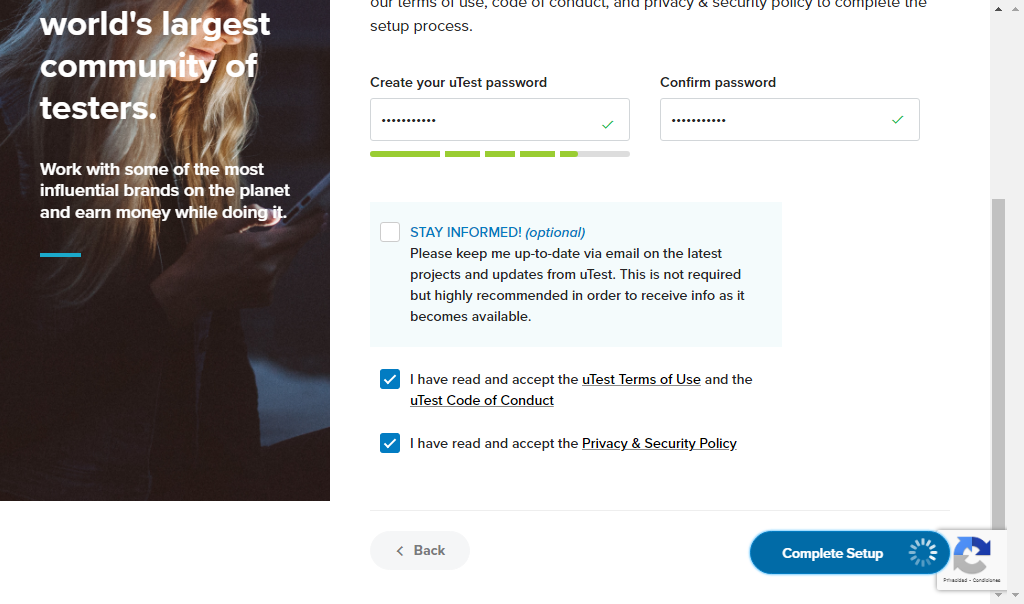 world's largest
community of
testers.
Work with some of the most
influential brands on the planet
and earn money while doing it.
our terms of use, code of conduct, and privacy & security policy to complete the
setup process.
Create your uTest password
Confirm password
•••••••••••
•••••••••••
STAY INFORMED! (optional)
Please keep me up-to-date via email on the latest
projects and updates from uTest. This is not required
but highly recommended in order to receive info as it
becomes available.
I have read and accept the uTest Terms of Use and the
uTest Code of Conduct
I have read and accept the Privacy & Security Policy
Back
Complete Setup
Privacidad - Condiciones